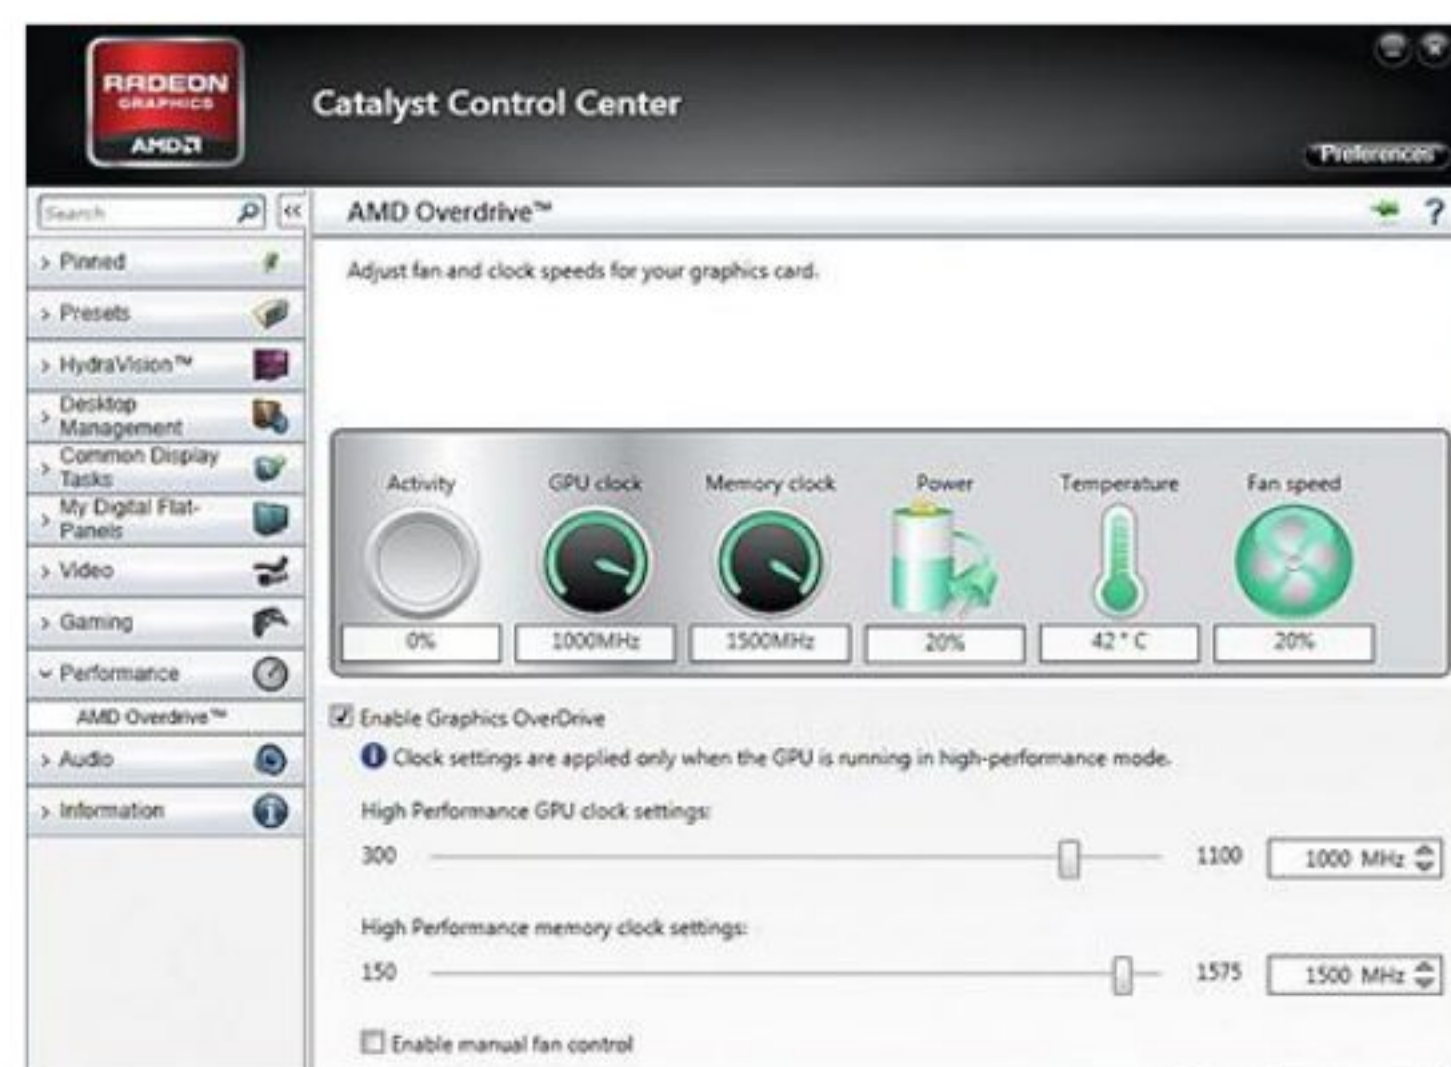 RADEON
GRAPHICS
AMD
Catalyst Control Center
Preferences
Search
<<
AMD Overdrive™
?
> Pinned
Adjust fan and clock speeds for your graphics card.
> Presets
> HydraVision™
> Desktop
Management
> Common Display
Tasks
> My Digital Flat-
Panels
> Video
> Gaming
Performance
AMD Overdrive™
> Audio
> Information
Activity GPU clock Memory clock Power Temperature Fan speed
0% 1000MHz 1500MHz 20% 42 ° C 20%
Enable Graphics OverDrive
Clock settings are applied only when the GPU is running in high-performance mode.
High Performance GPU clock settings:
300 1100 1000 MHz
High Performance memory clock settings:
150 1575 1500 MHz
Enable manual fan control